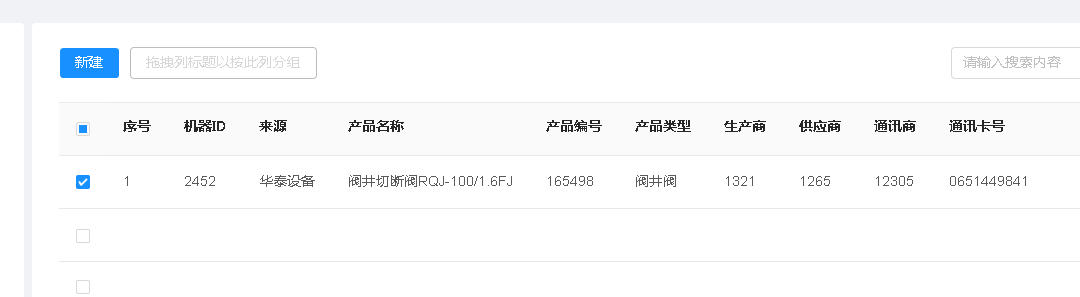 新建 拖拽列标题以按此列分组 请输入搜索内容
序号 机器ID 来源 产品名称 产品编号 产品类型 生产商 供应商 通讯商 通讯卡号
1 2452 华泰设备 阀井切断阀RQJ-100/1.6FJ 165498 阀井阀 1321 1265 12305 0651449841